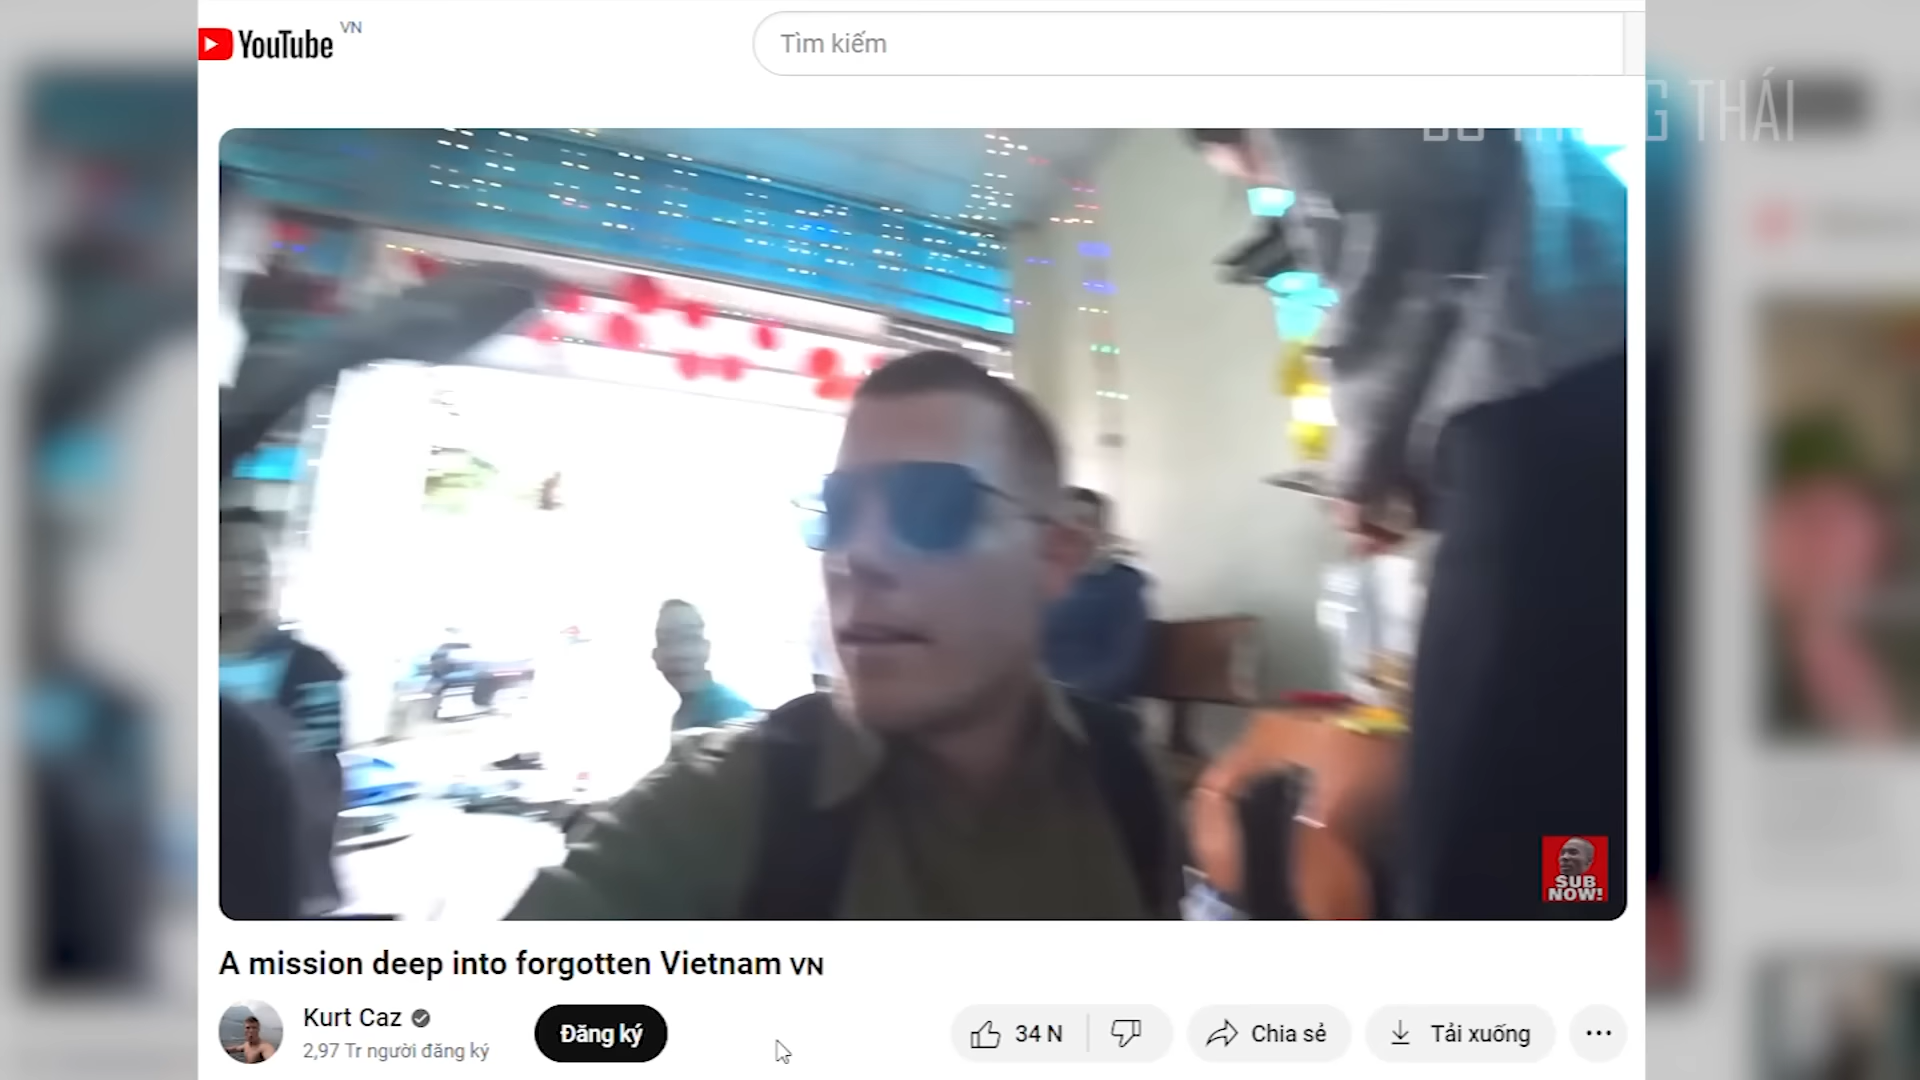 YouTube VN
Tìm kiếm
G THÁI
SUB
NOW!
A mission deep into forgotten Vietnam VN
Kurt Caz
2,97 Tr người đăng ký
Đăng ký
34 N
Chia sẻ
Tải xuống